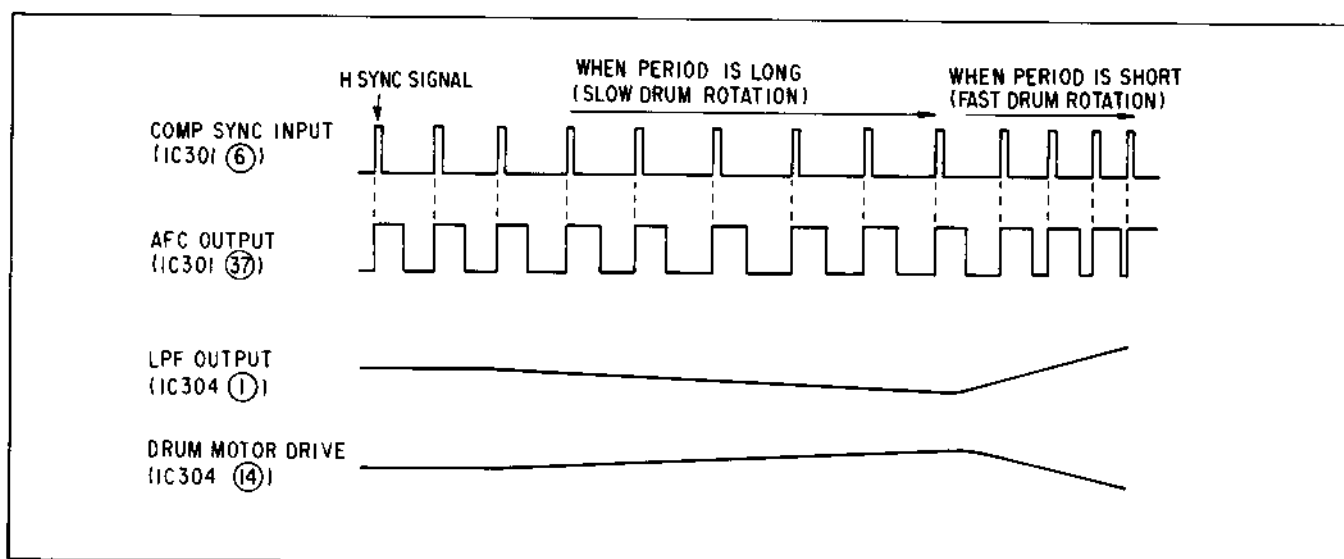 H SYNC SIGNAL
WHEN PERIOD IS LONG
(SLOW DRUM ROTATION)
WHEN PERIOD IS SHORT
(FAST DRUM ROTATION)
COMP SYNC INPUT
(IC301 ⑥)
AFC OUTPUT
(IC301 ㊲)
LPF OUTPUT
(IC304 ①)
DRUM MOTOR DRIVE
(IC304 ⑭)